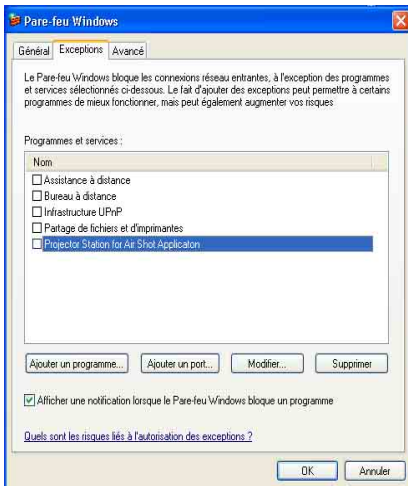 Pare-feu Windows
Général Exceptions Avancé
Le Pare-feu Windows bloque les connexions réseau entrantes, à l'exception des programmes
et services sélectionnés ci-dessous. Le fait d'ajouter des exceptions peut permettre à certains
programmes de mieux fonctionner, mais peut également augmenter vos risques
Programmes et services :
Nom
Assistance à distance
Bureau à distance
Infrastructure UPnP
Partage de fichiers et d'imprimantes
Projector Station for Air Shot Applicaton
Ajouter un programme... Ajouter un port... Modifier... Supprimer
Afficher une notification lorsque le Pare-feu Windows bloque un programme
Quels sont les risques liés à l'autorisation des exceptions ?
OK Annuler